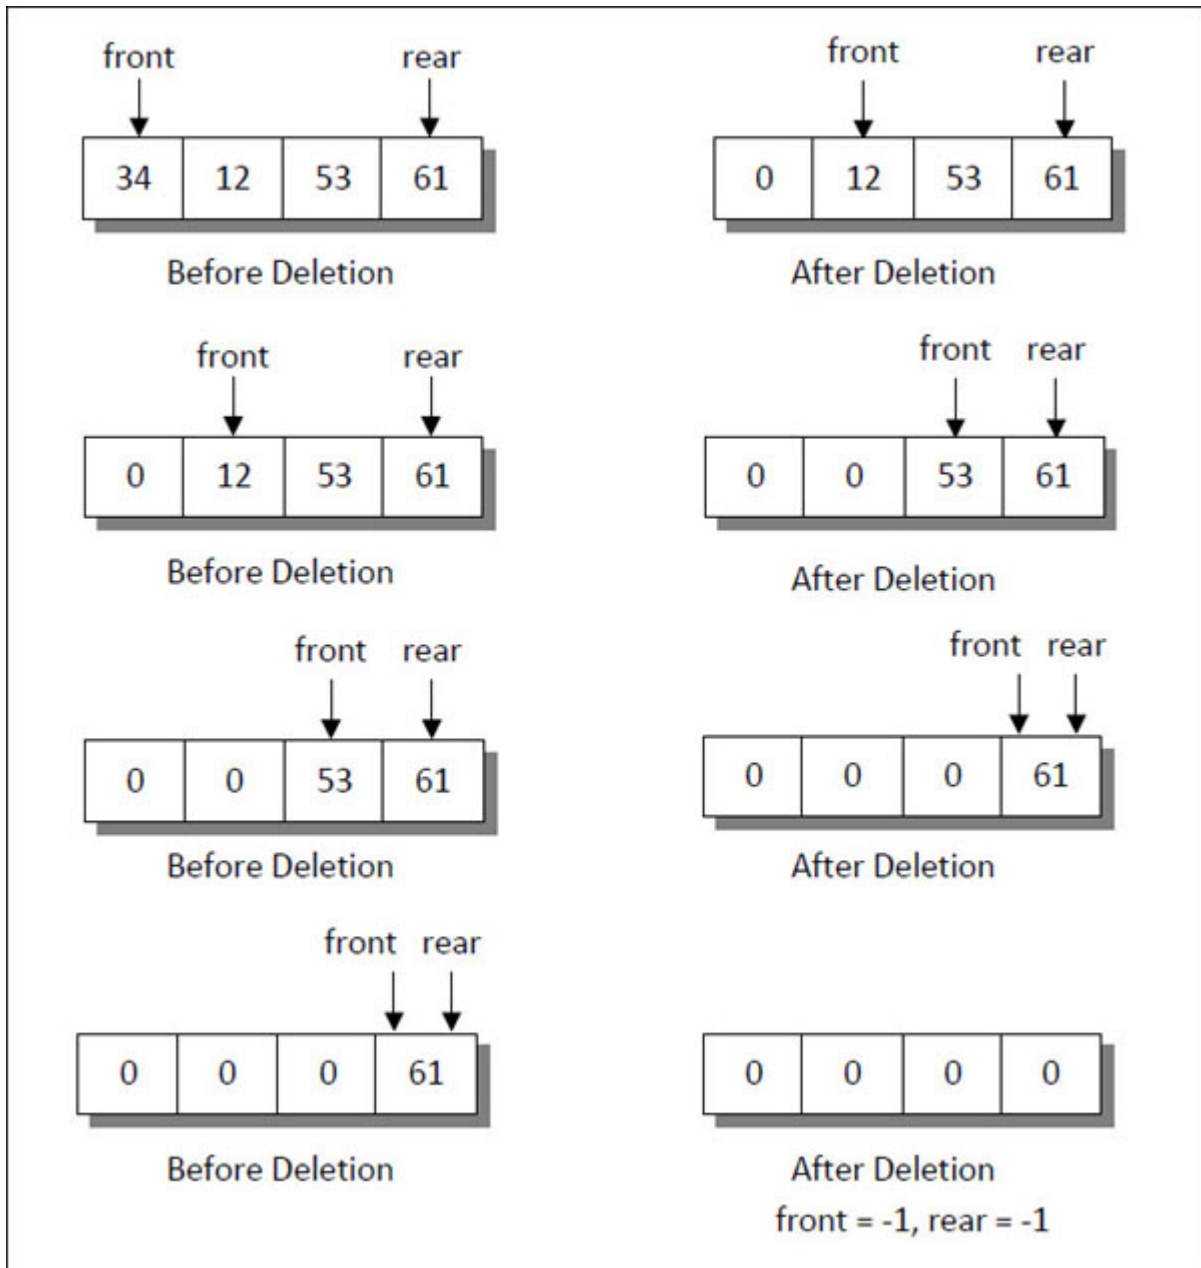 front rear front rear
34 12 53 61 0 12 53 61
Before Deletion After Deletion
front rear front rear
0 12 53 61 0 0 53 61
Before Deletion After Deletion
front rear front rear
0 0 53 61 0 0 0 61
Before Deletion After Deletion
front rear
0 0 0 61 0 0 0 0
Before Deletion After Deletion
front = -1, rear = -1